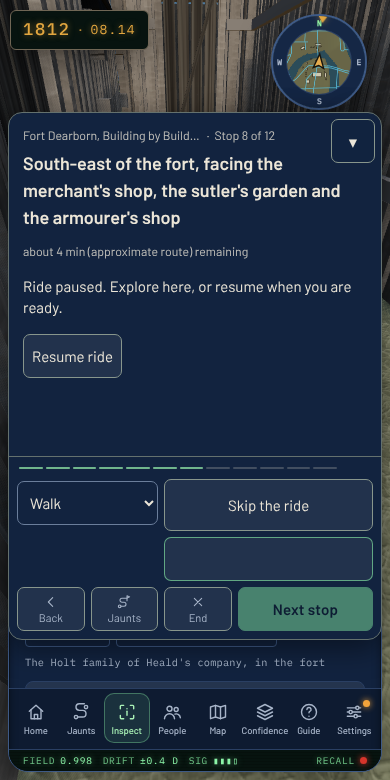 1812 · 08.14
N
W
E
S
Fort Dearborn, Building by Build... · Stop 8 of 12
South-east of the fort, facing the
merchant's shop, the sutler's garden and
the armourer's shop
about 4 min (approximate route) remaining
Ride paused. Explore here, or resume when you are
ready.
Resume ride
Walk
Skip the ride
Back
Jaunts
End
Next stop
The Holt family of Heald's company, in the fort
Home
Jaunts
Inspect
People
Map
Confidence
Guide
Settings
FIELD 0.998 DRIFT ±0.4 D SIG
RECALL